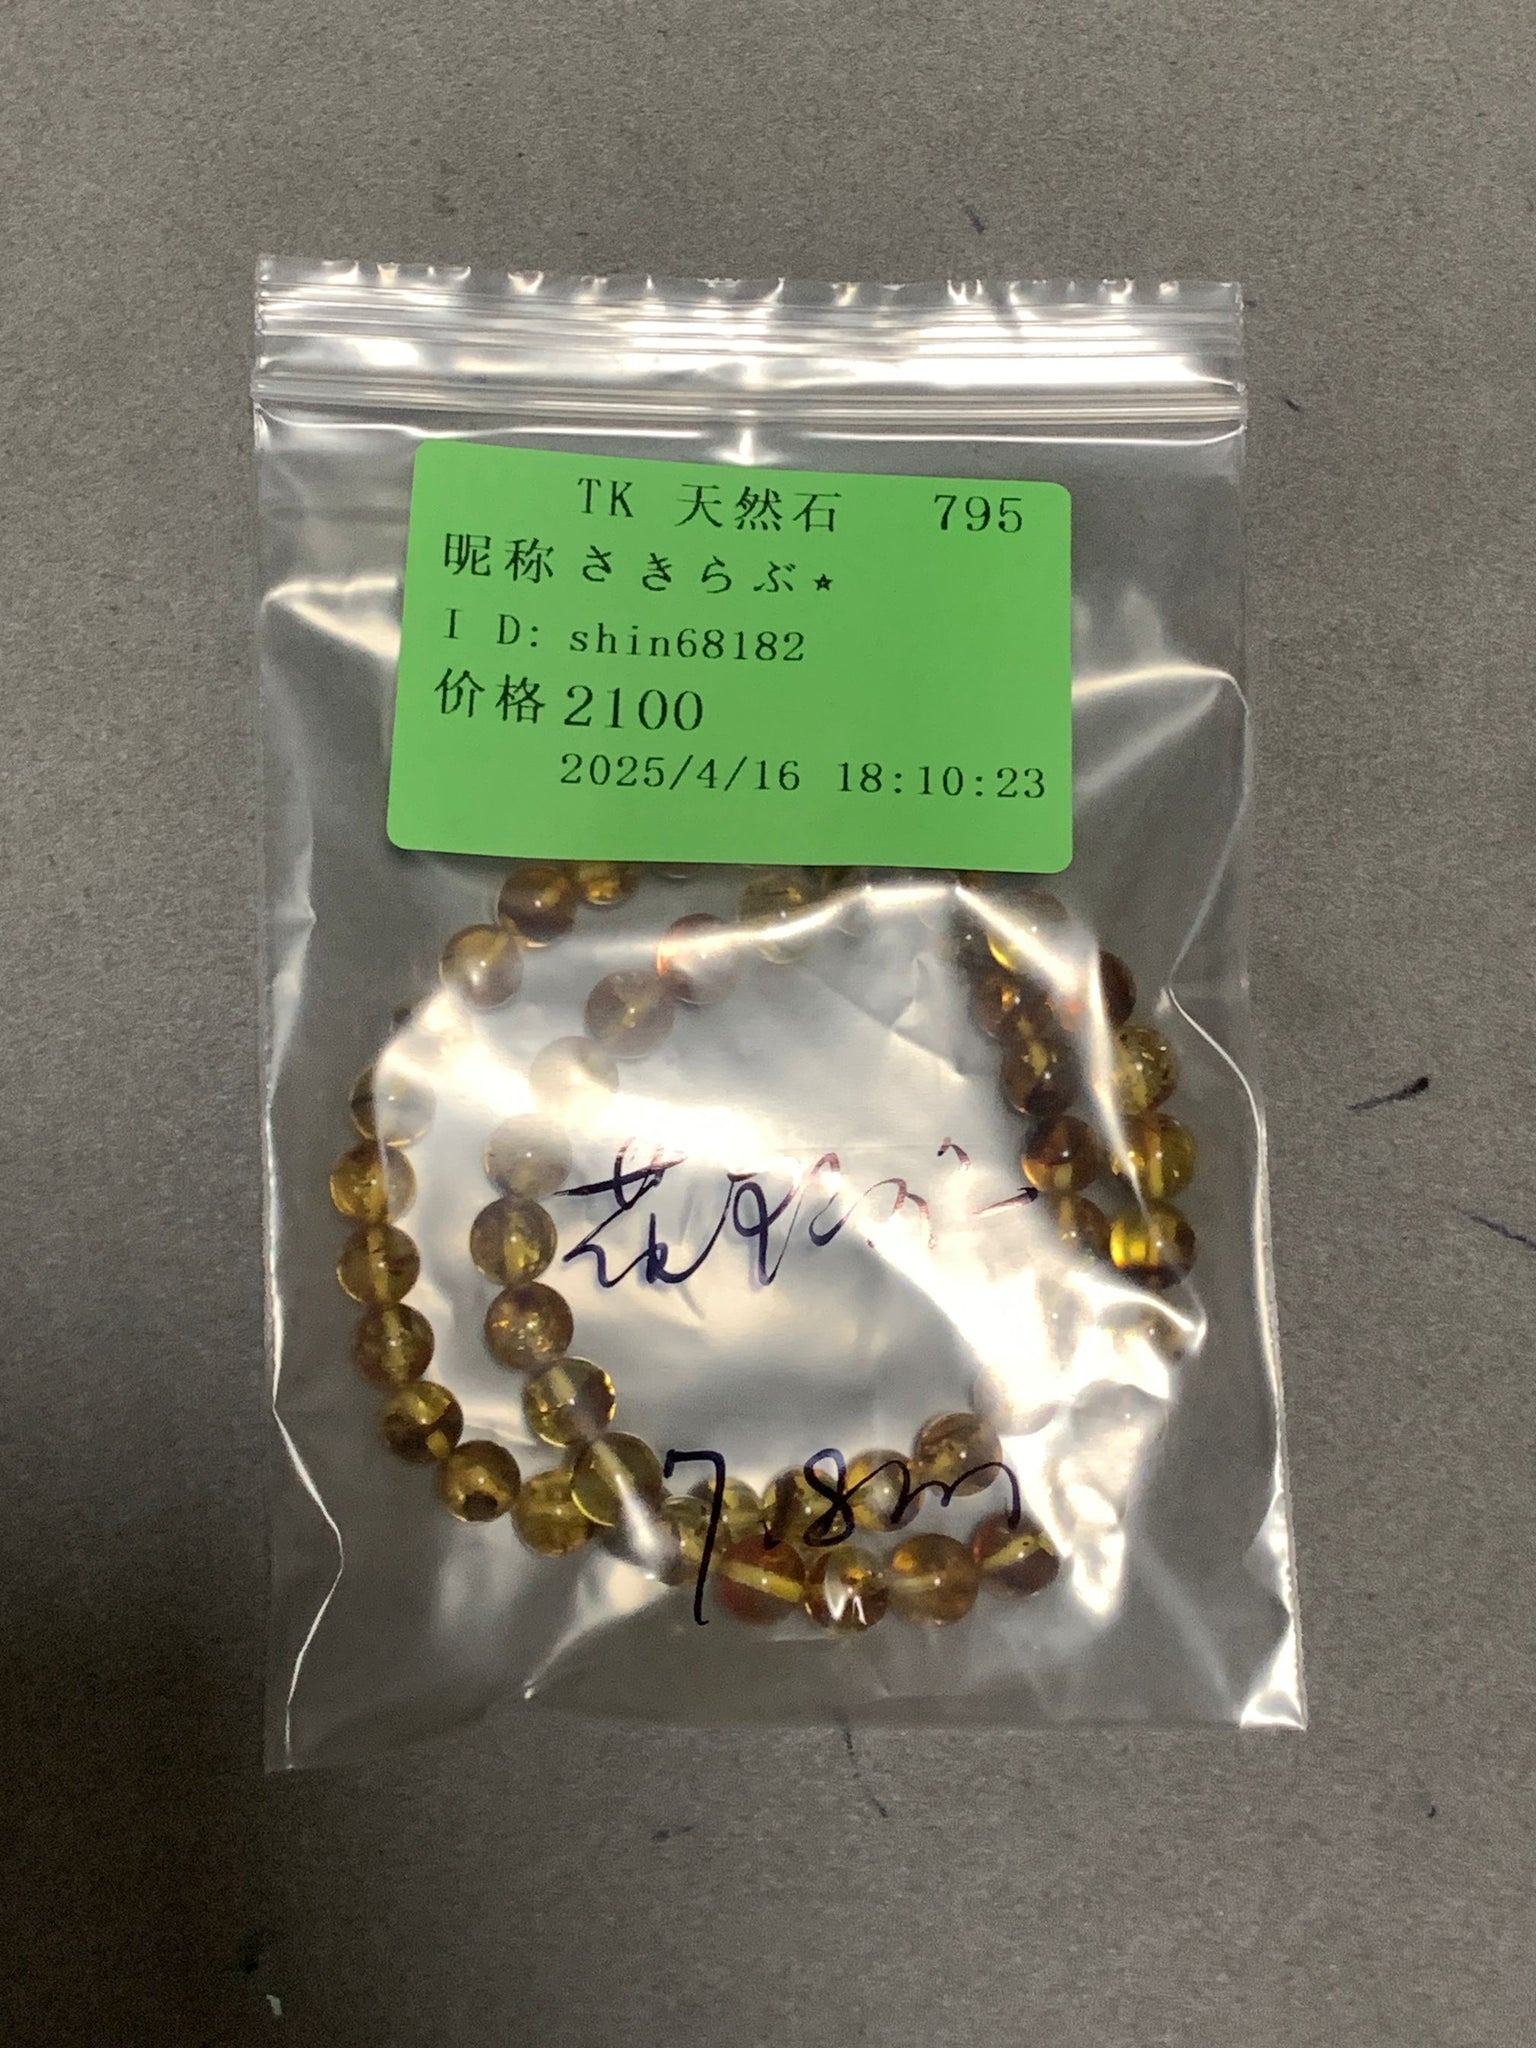 TK 天然石 795
昵称 さきらぶ⭐︎
I D: shin68182
价格 2100
2025/4/16 18:10:23
7.8m